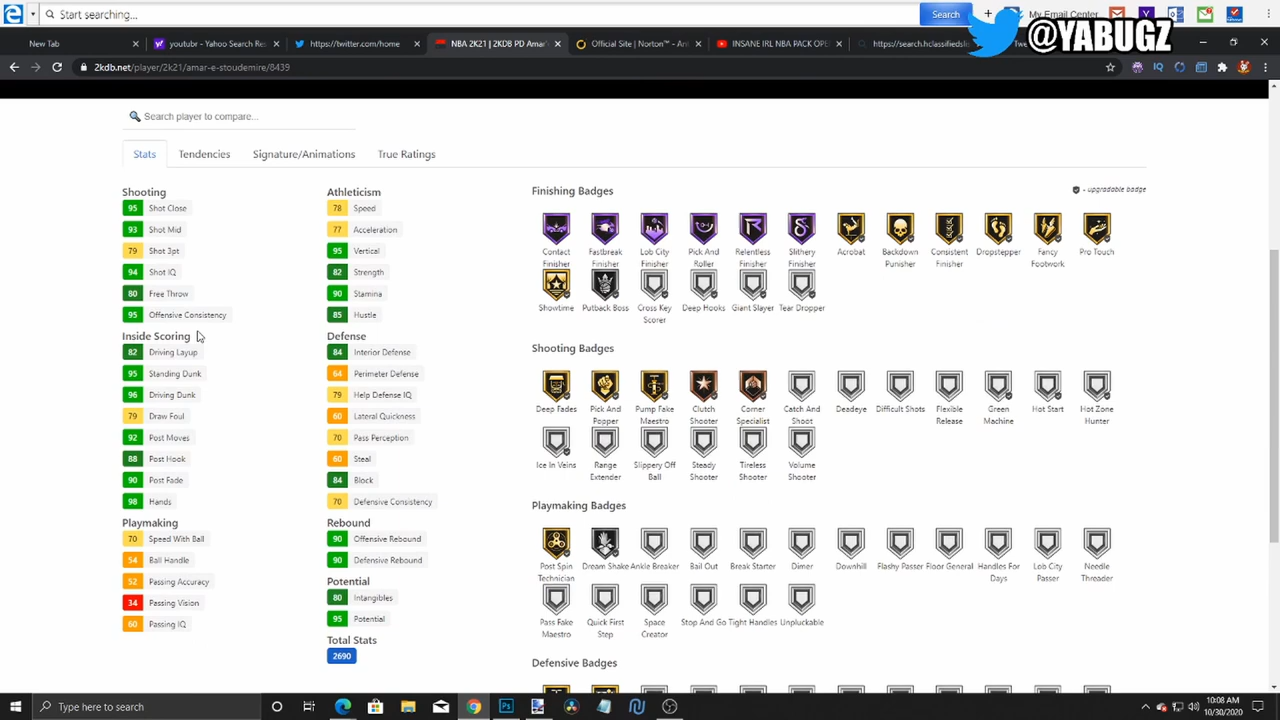 Start searching...
Search
My Email Center
@YABUGZ
New Tab
youtubr - Yahoo Search Re
https://twitter.com/home
NBA 2K21 | 2KDB PD Amar
Official Site | Norton™ - An
INSANE IRL NBA PACK OPE
https://search.hclassifiedslo
2kdb.net/player/2k21/amar-e-stoudemire/8439
Search player to compare...
Stats
Tendencies
Signature/Animations
True Ratings
Shooting
95 Shot Close
93 Shot Mid
79 Shot 3pt
94 Shot IQ
80 Free Throw
95 Offensive Consistency
Inside Scoring
82 Driving Layup
95 Standing Dunk
96 Driving Dunk
79 Draw Foul
92 Post Moves
88 Post Hook
90 Post Fade
98 Hands
Playmaking
70 Speed With Ball
54 Ball Handle
52 Passing Accuracy
34 Passing Vision
60 Passing IQ
Athleticism
78 Speed
77 Acceleration
95 Vertical
82 Strength
90 Stamina
85 Hustle
Defense
84 Interior Defense
64 Perimeter Defense
79 Help Defense IQ
60 Lateral Quickness
70 Pass Perception
60 Steal
84 Block
70 Defensive Consistency
Rebound
90 Offensive Rebound
90 Defensive Rebound
Potential
80 Intangibles
95 Potential
Total Stats
2690
Finishing Badges
- upgradable badge
Contact Finisher
Fastbreak Finisher
Lob City Finisher
Pick And Roller
Relentless Finisher
Slithery Finisher
Acrobat
Backdown Punisher
Consistent Finisher
Dropstepper
Fancy Footwork
Pro Touch
Showtime
Putback Boss
Cross Key Scorer
Deep Hooks
Giant Slayer
Tear Dropper
Shooting Badges
Deep Fades
Pick And Popper
Pump Fake Maestro
Clutch Shooter
Corner Specialist
Catch And Shoot
Deadeye
Difficult Shots
Flexible Release
Green Machine
Hot Start
Hot Zone Hunter
Ice In Veins
Range Extender
Slippery Off Ball
Steady Shooter
Tireless Shooter
Volume Shooter
Playmaking Badges
Post Spin Technician
Dream Shake
Ankle Breaker
Bail Out
Break Starter
Dimer
Downhill
Flashy Passer
Floor General
Handles For Days
Lob City Passer
Needle Threader
Pass Fake Maestro
Quick First Step
Space Creator
Stop And Go
Tight Handles
Unpluckable
Defensive Badges
Type here to search
10:08 AM
10/30/2020